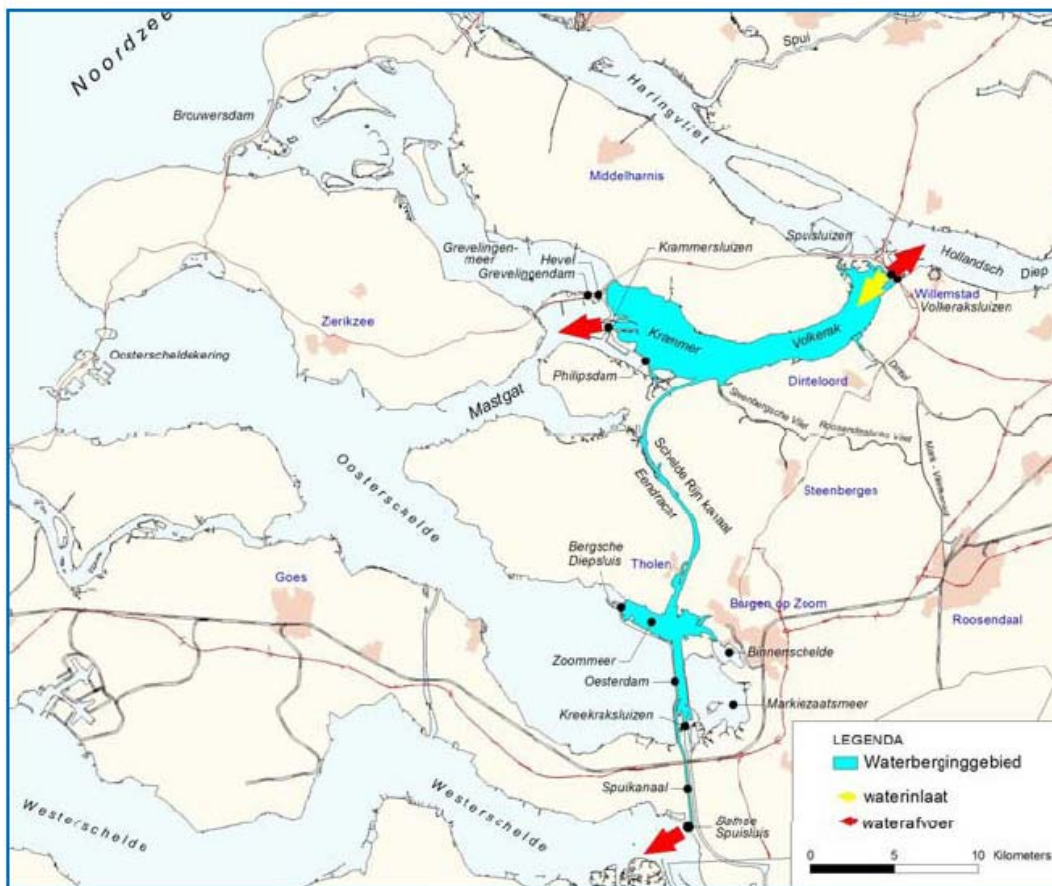 Noordzee
Spui
Brouwersdam
Haringvliet
Middelharnis
Spuisluizen
Grevelingen-
meer
Hevel
Krammersluizen
Grevelingendam
Hollandsch
Diep
Willemstad
Volkeraksluizen
Zierikzee
Krammer
Volkerak
Oosterscheldekering
Philipsdam
Dinteloord
Dintel
Mastgat
Steenbergsche Vliet
Roosendaalsche Vliet
Schelde Rijn kanaal
Eendracht
Oosterschelde
Steenbergen
Bergsche
Diepsluis
Tholen
Goes
Bergen op Zoom
Roosendaal
Zoommeer
Binnenschelde
Oesterdam
Markiezaatsmeer
Kreekraksluizen
Spuikanaal
Westerschelde
Westerschelde
Bathse
Spuisluis
LEGENDA
Waterberginggebied
waterinlaat
waterafvoer
0 5 10 Kilometers